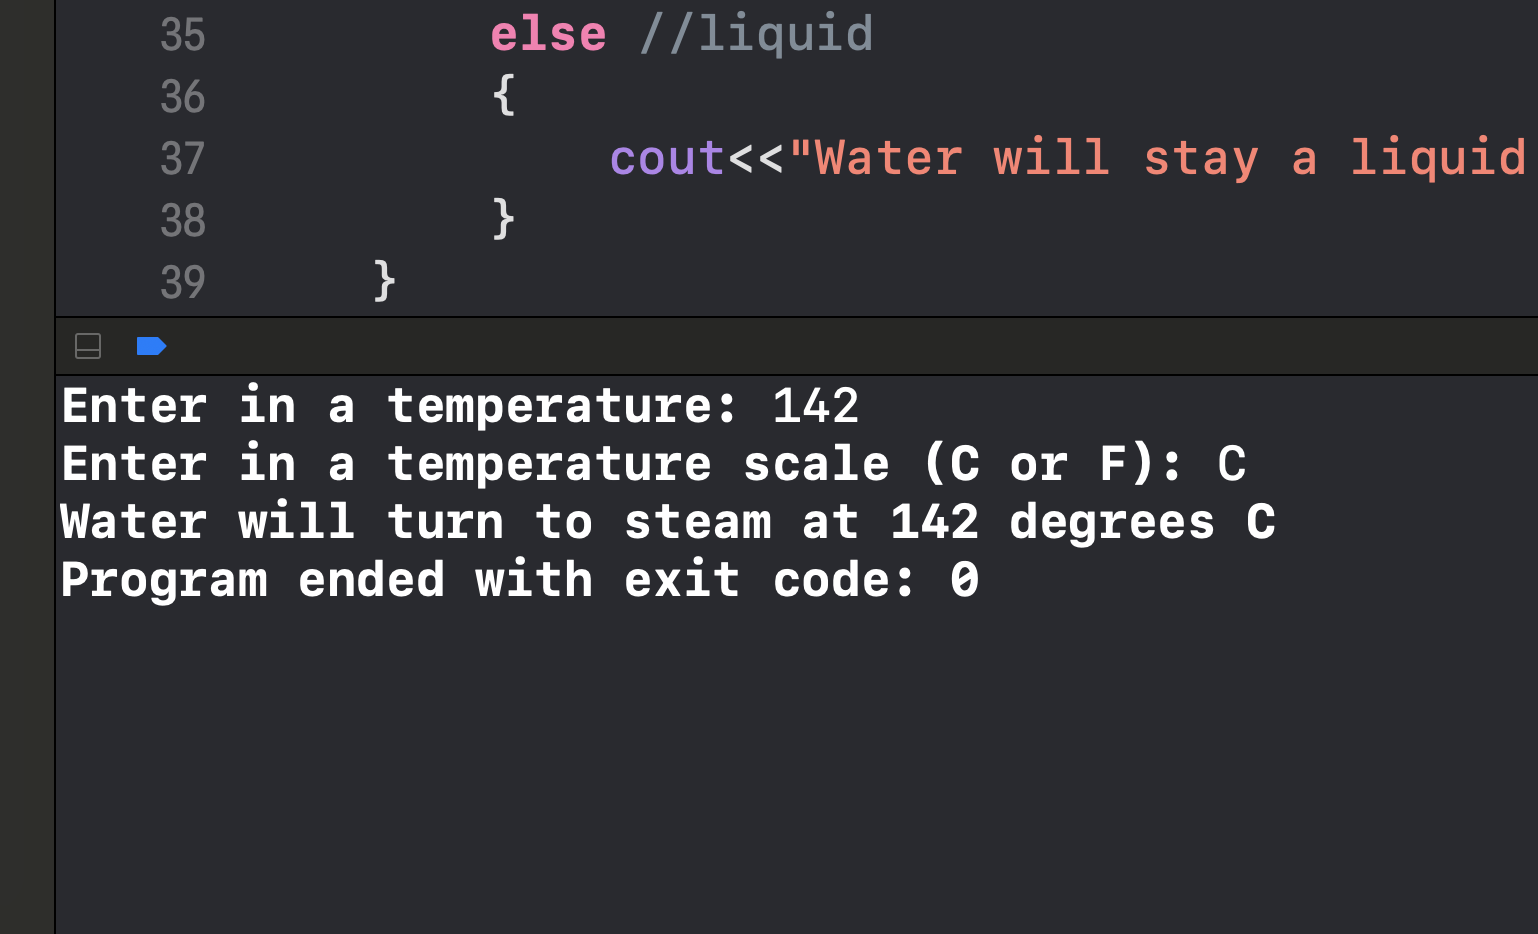 35 else //liquid
36 {
37 cout<<"Water will stay a liquid
38 }
39 }
Enter in a temperature: 142
Enter in a temperature scale (C or F): C
Water will turn to steam at 142 degrees C
Program ended with exit code: 0